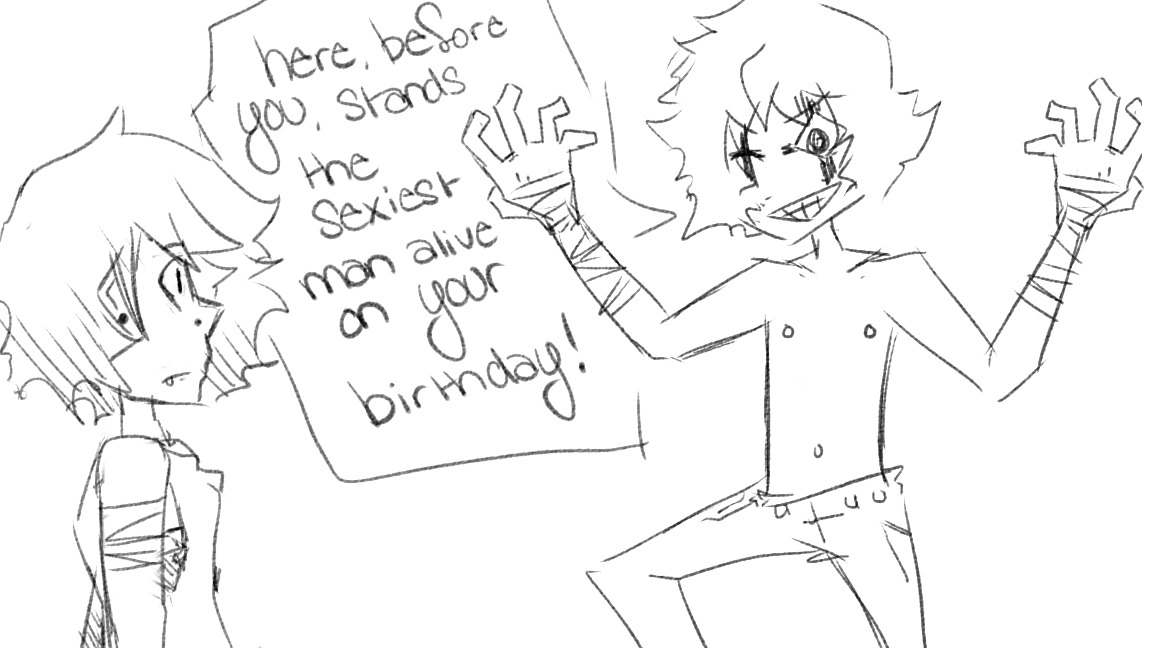 here, before
you, stands
the
sexiest
man alive
on your
birthday!